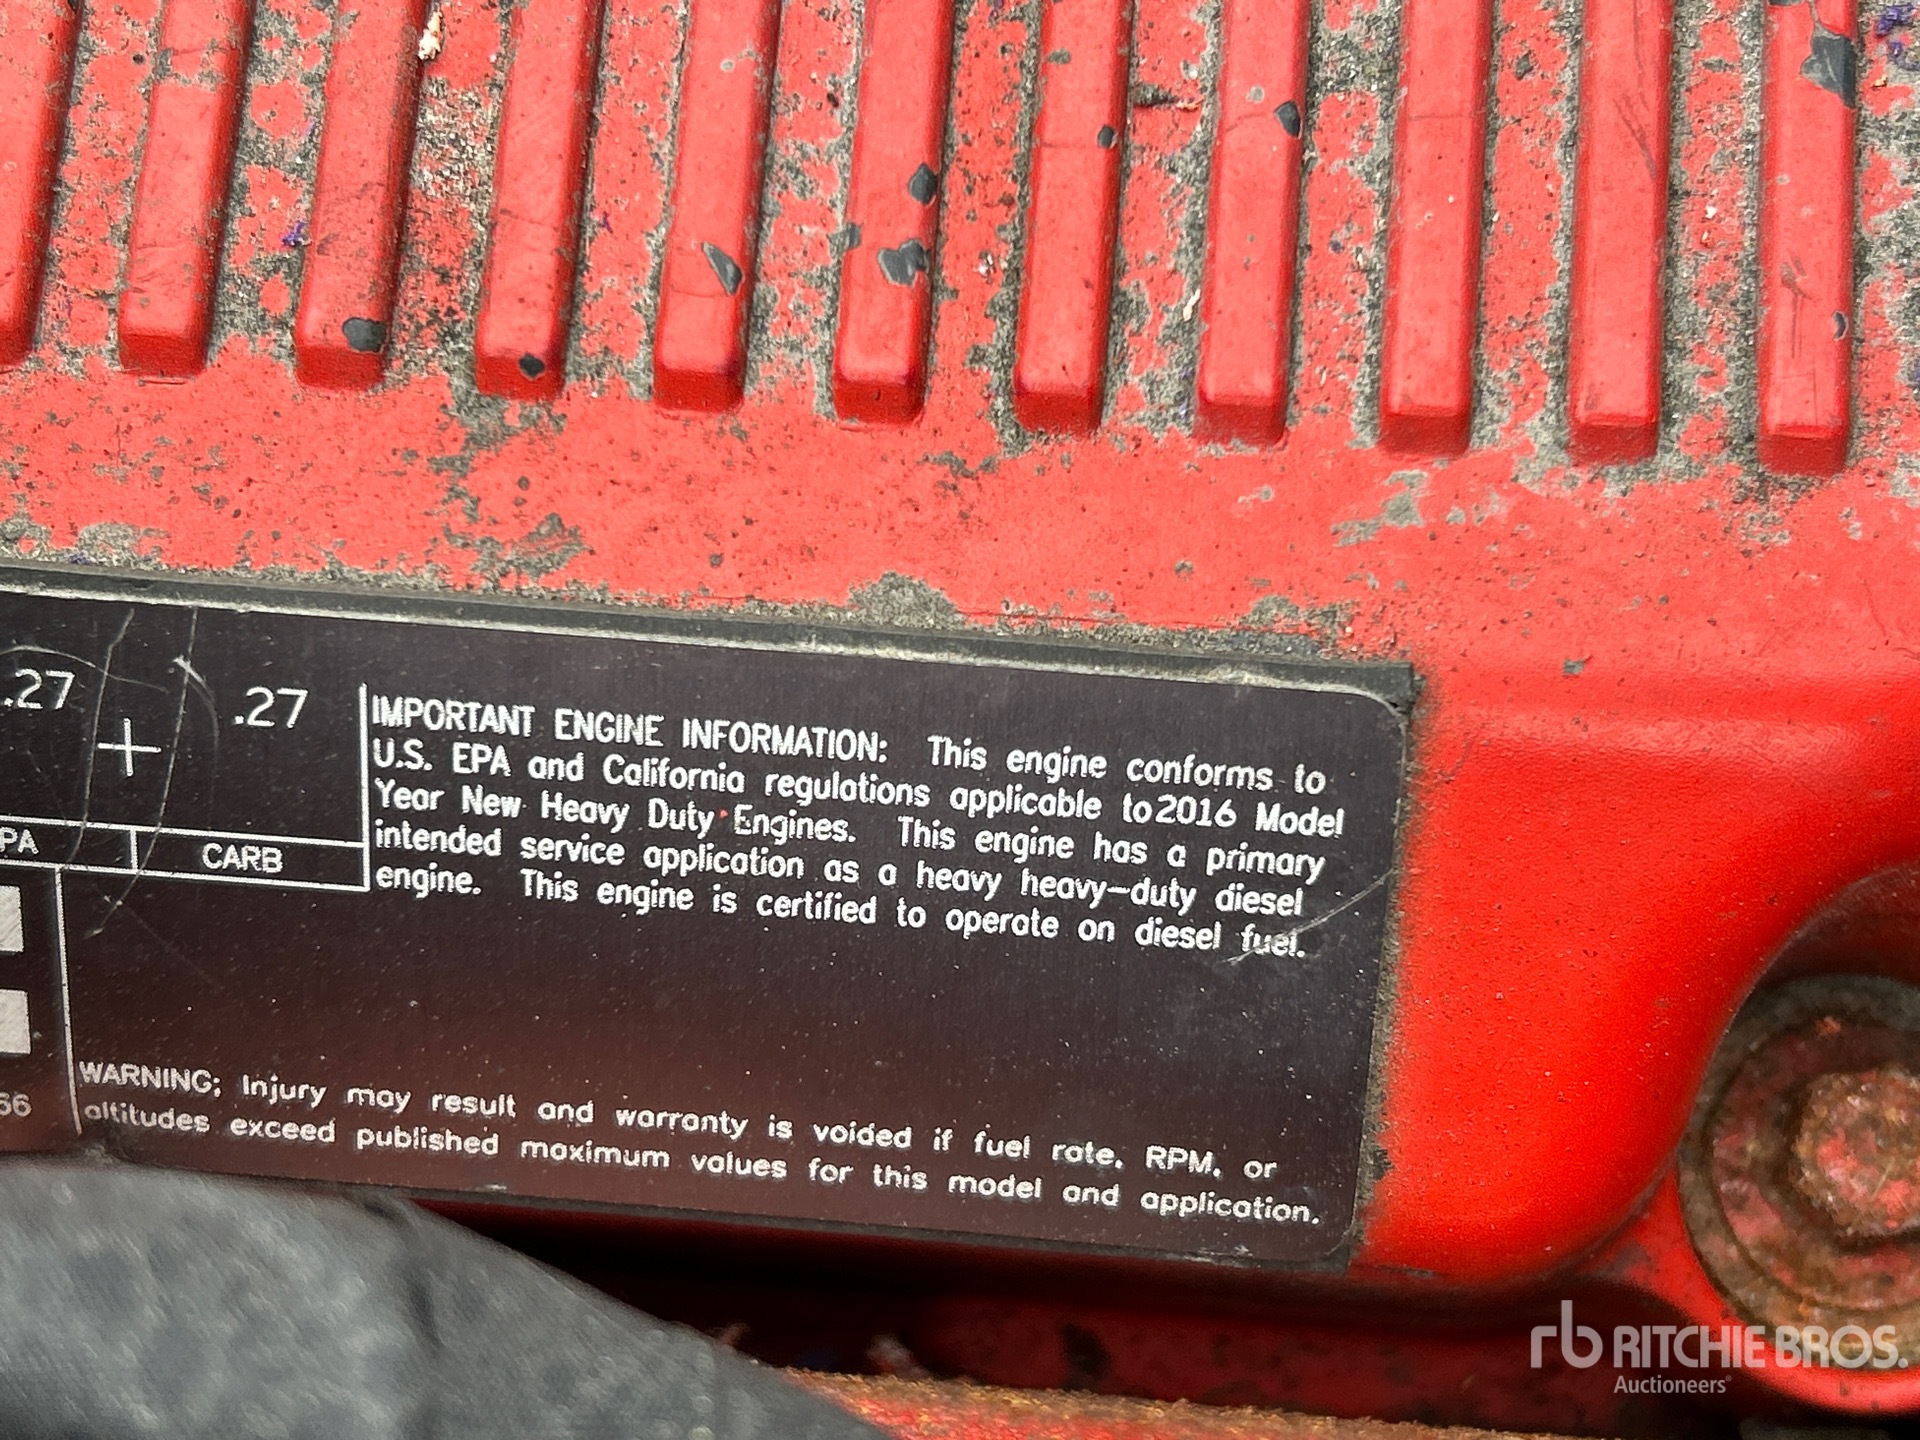 .27
.27
IMPORTANT ENGINE INFORMATION: This engine conforms to
U.S. EPA and California regulations applicable to 2016 Model
Year New Heavy Duty Engines. This engine has a primary
intended service application as a heavy heavy-duty diesel
engine. This engine is certified to operate on diesel fuel.
PA
CARB
WARNING; Injury may result and warranty is voided if fuel rate, RPM, or
altitudes exceed published maximum values for this model and application.
66
rb RITCHIE BROS.
Auctioneers